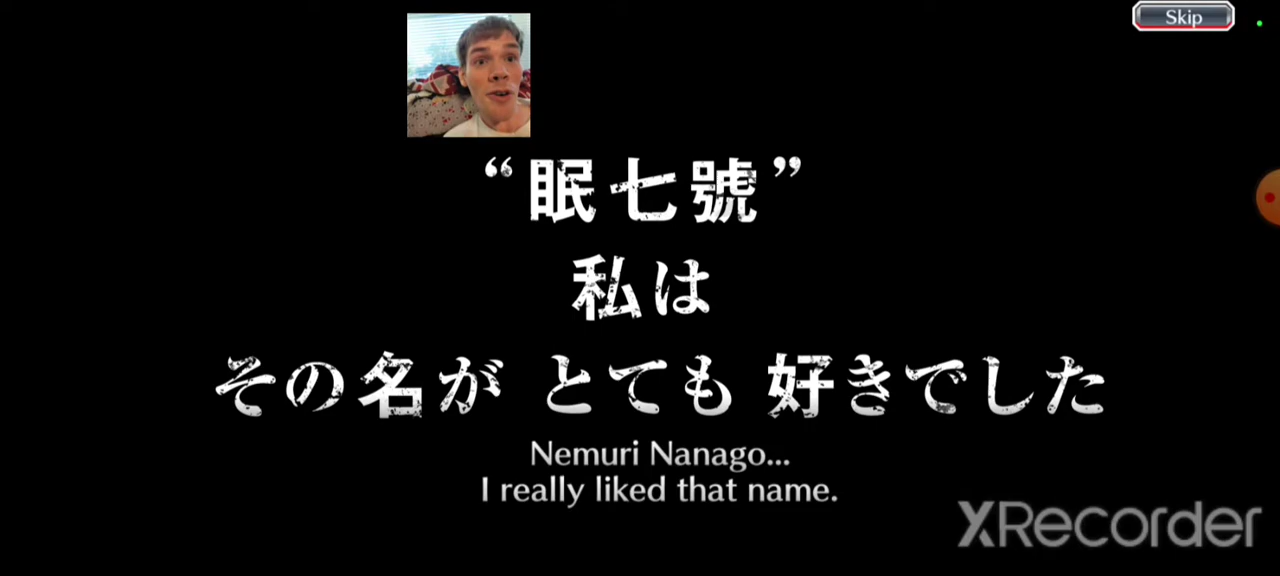 Skip
“眠七號”
私は
その名が とても 好きでした
Nemuri Nanago...
I really liked that name.
XRecorder